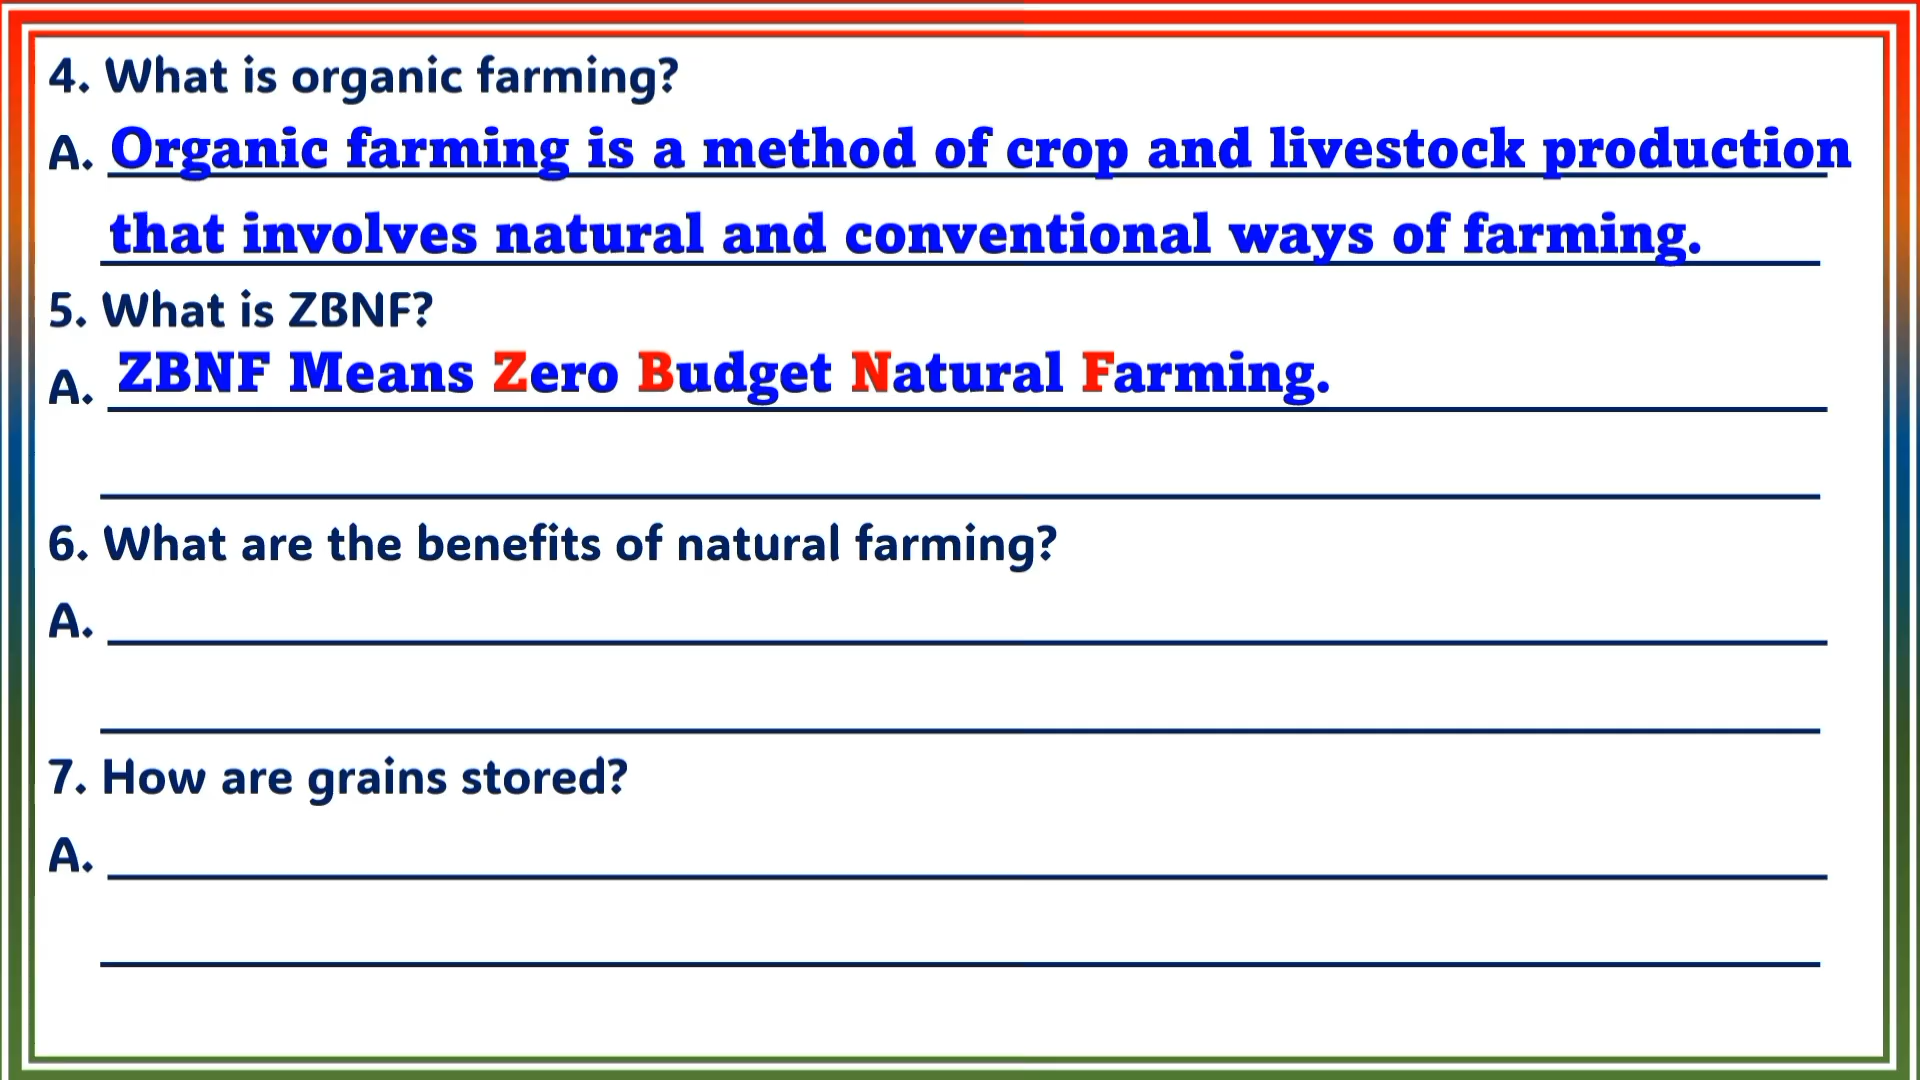 4. What is organic farming?
A. Organic farming is a method of crop and livestock production
that involves natural and conventional ways of farming.
5. What is ZBNF?
A. ZBNF Means Zero Budget Natural Farming.
6. What are the benefits of natural farming?
A.
7. How are grains stored?
A.